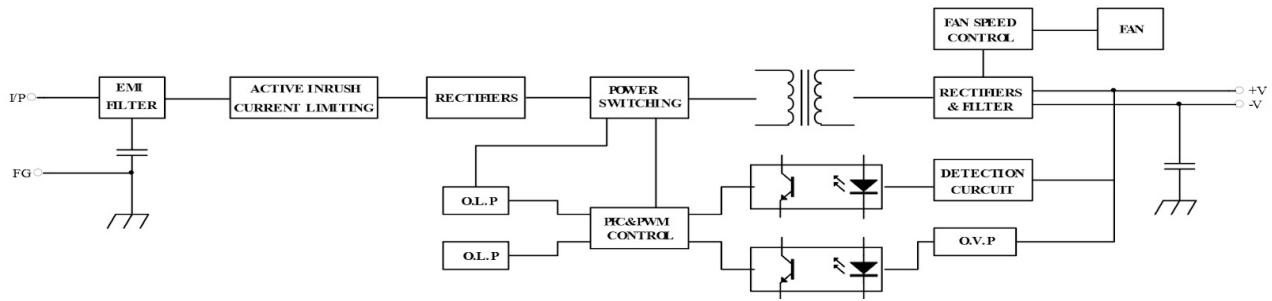 FAN SPEED
CONTROL
FAN
I/P
EMI
FILTER
ACTIVE INRUSH
CURRENT LIMITING
RECTIFIERS
POWER
SWITCHING
RECTIFIERS
& FILTER
+V
-V
FG
O.L.P
PFC&PWM
CONTROL
DETECTION
CURCUIT
O.L.P
O.V.P